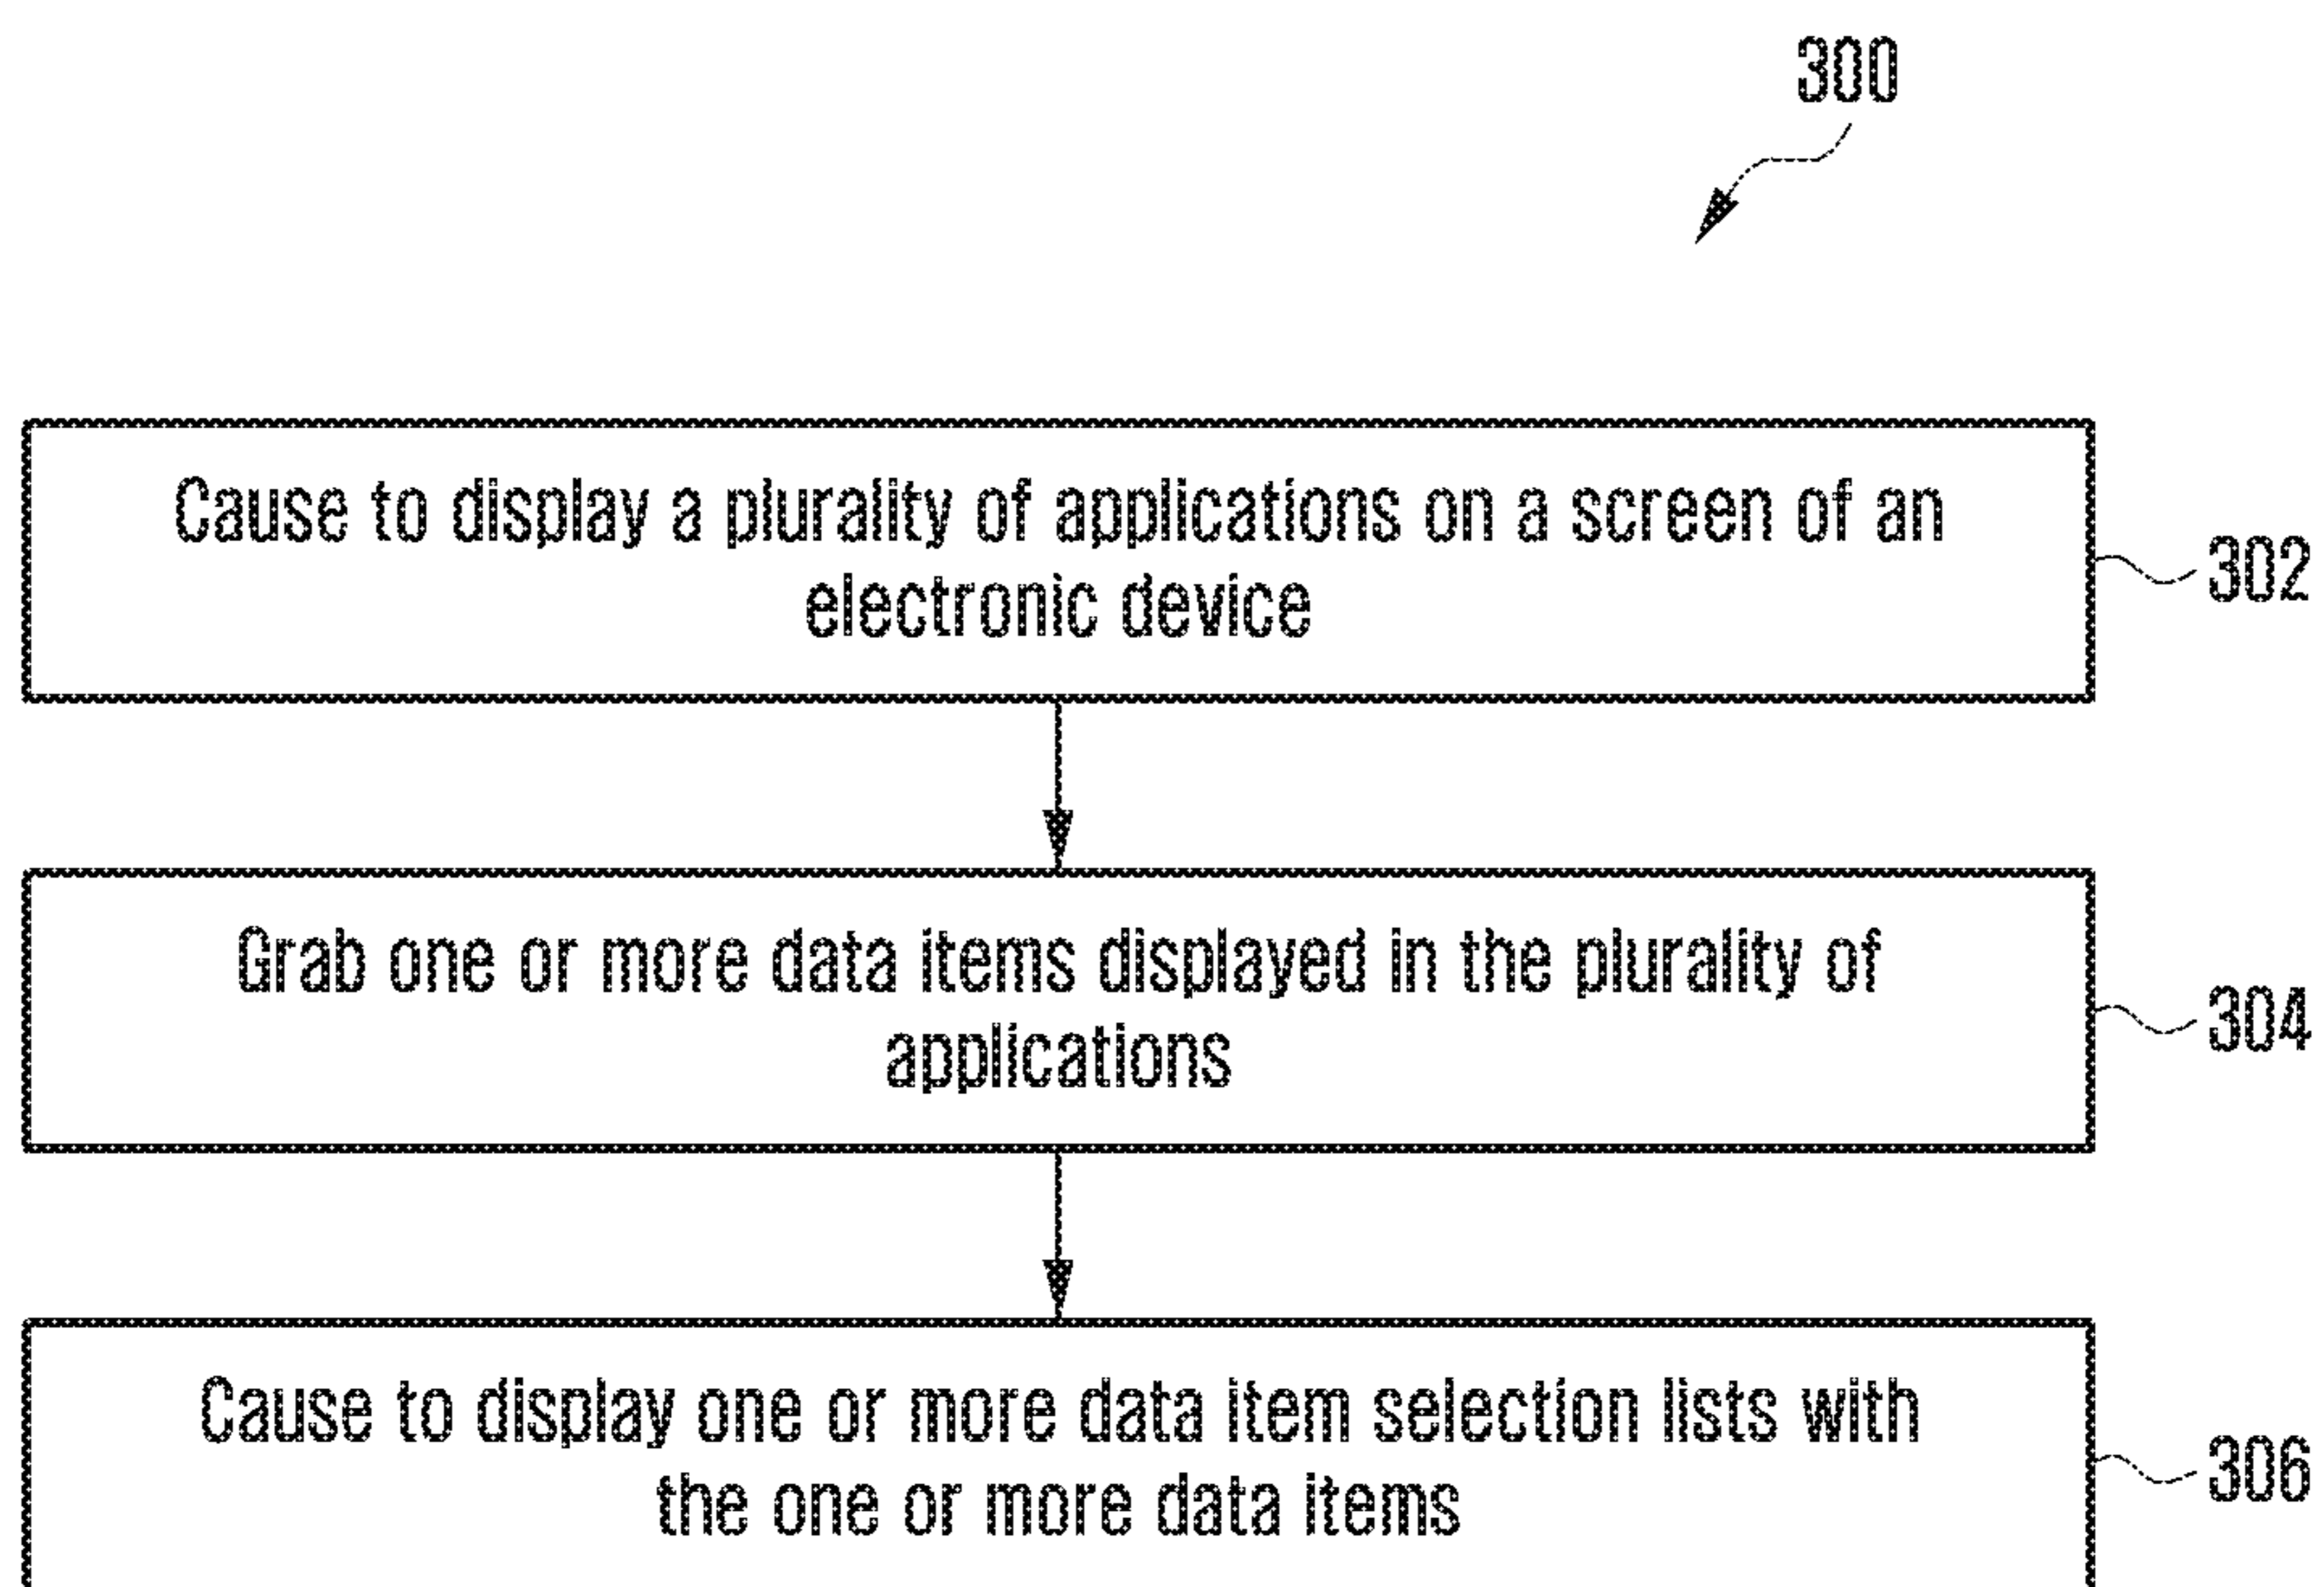 300
Cause to display a plurality of applications on a screen of an
electronic device
302
Grab one or more data items displayed in the plurality of
applications
304
Cause to display one or more data item selection lists with
the one or more data items
306